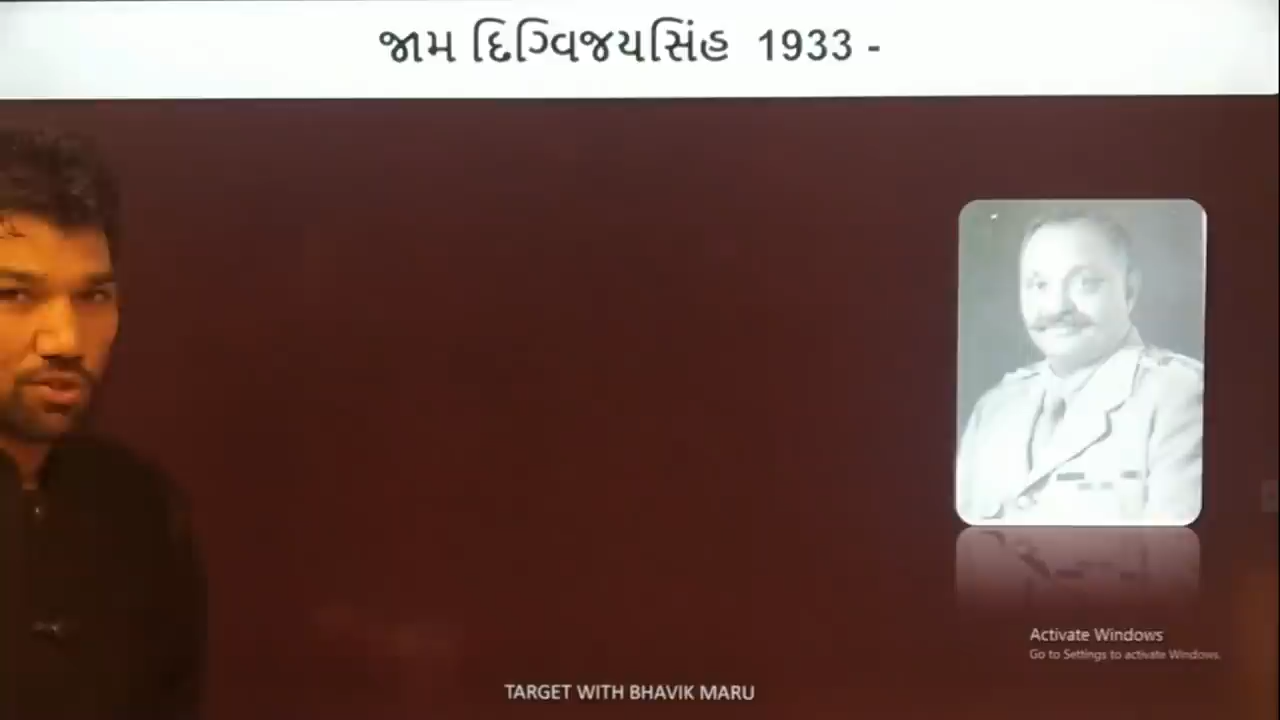 જામ દિગ્વિજયસિંહ 1933 -
Activate Windows
Go to Settings to activate Windows.
TARGET WITH BHAVIK MARU